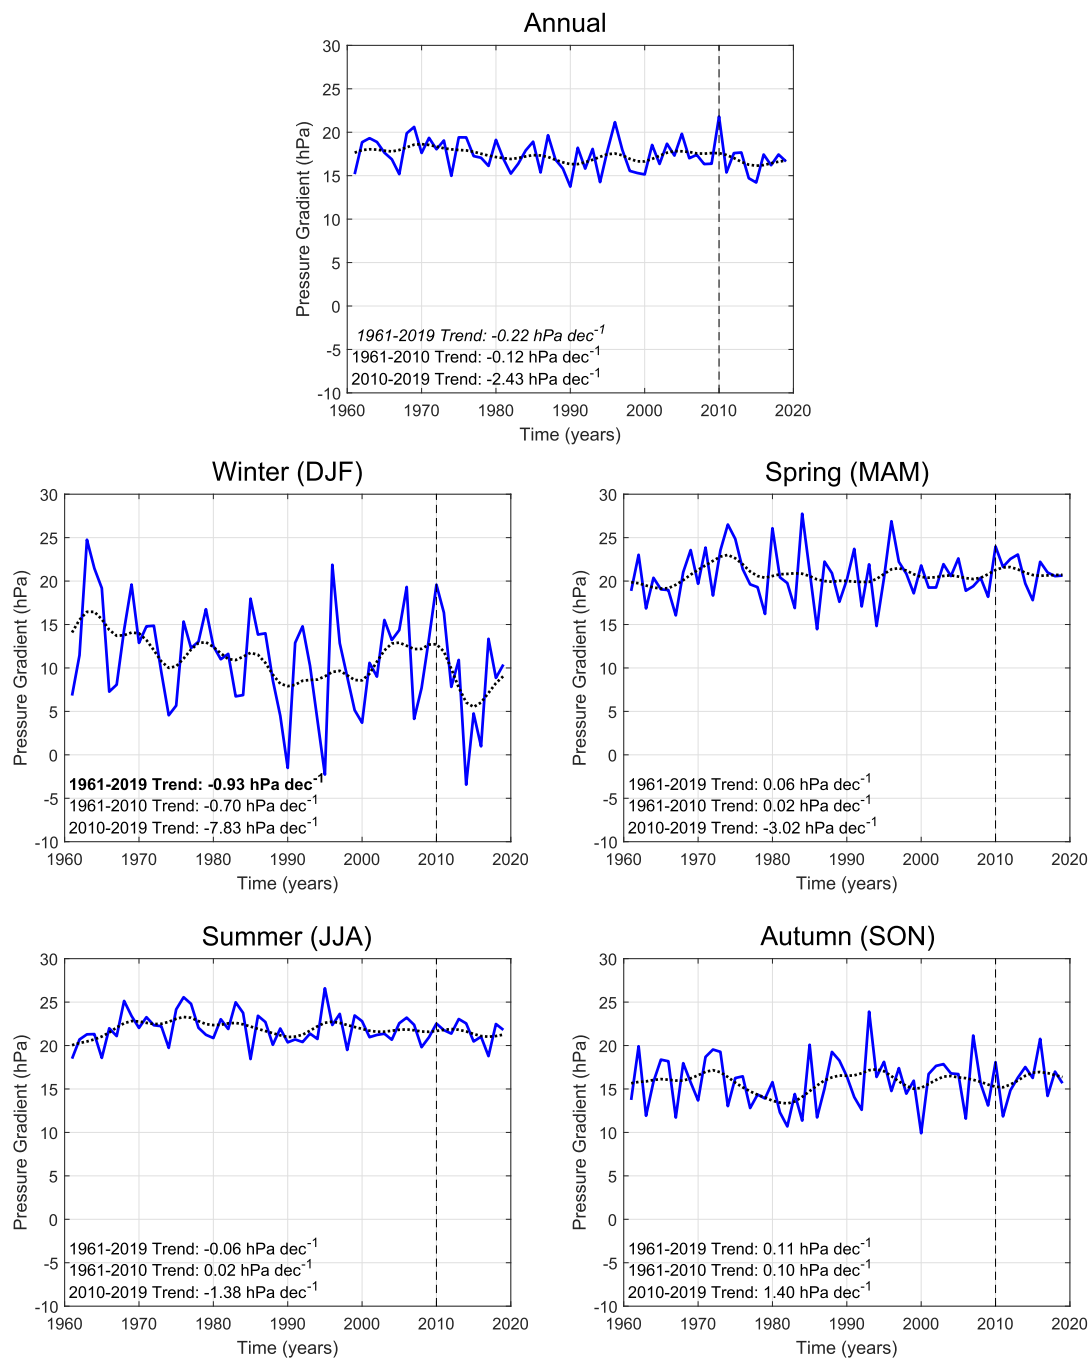 Annual
30
25
20
15
10
5
0
-5
-10
Pressure Gradient (hPa)
1961-2019 Trend: -0.22 hPa dec-1
1961-2010 Trend: -0.12 hPa dec-1
2010-2019 Trend: -2.43 hPa dec-1
1960 1970 1980 1990 2000 2010 2020
Time (years)
Winter (DJF)
30
25
20
15
10
5
0
-5
-10
Pressure Gradient (hPa)
1961-2019 Trend: -0.93 hPa dec-1
1961-2010 Trend: -0.70 hPa dec-1
2010-2019 Trend: -7.83 hPa dec-1
1960 1970 1980 1990 2000 2010 2020
Time (years)
Spring (MAM)
30
25
20
15
10
5
0
-5
-10
Pressure Gradient (hPa)
1961-2019 Trend: 0.06 hPa dec-1
1961-2010 Trend: 0.02 hPa dec-1
2010-2019 Trend: -3.02 hPa dec-1
1960 1970 1980 1990 2000 2010 2020
Time (years)
Summer (JJA)
30
25
20
15
10
5
0
-5
-10
Pressure Gradient (hPa)
1961-2019 Trend: -0.06 hPa dec-1
1961-2010 Trend: 0.02 hPa dec-1
2010-2019 Trend: -1.38 hPa dec-1
1960 1970 1980 1990 2000 2010 2020
Time (years)
Autumn (SON)
30
25
20
15
10
5
0
-5
-10
Pressure Gradient (hPa)
1961-2019 Trend: 0.11 hPa dec-1
1961-2010 Trend: 0.10 hPa dec-1
2010-2019 Trend: 1.40 hPa dec-1
1960 1970 1980 1990 2000 2010 2020
Time (years)